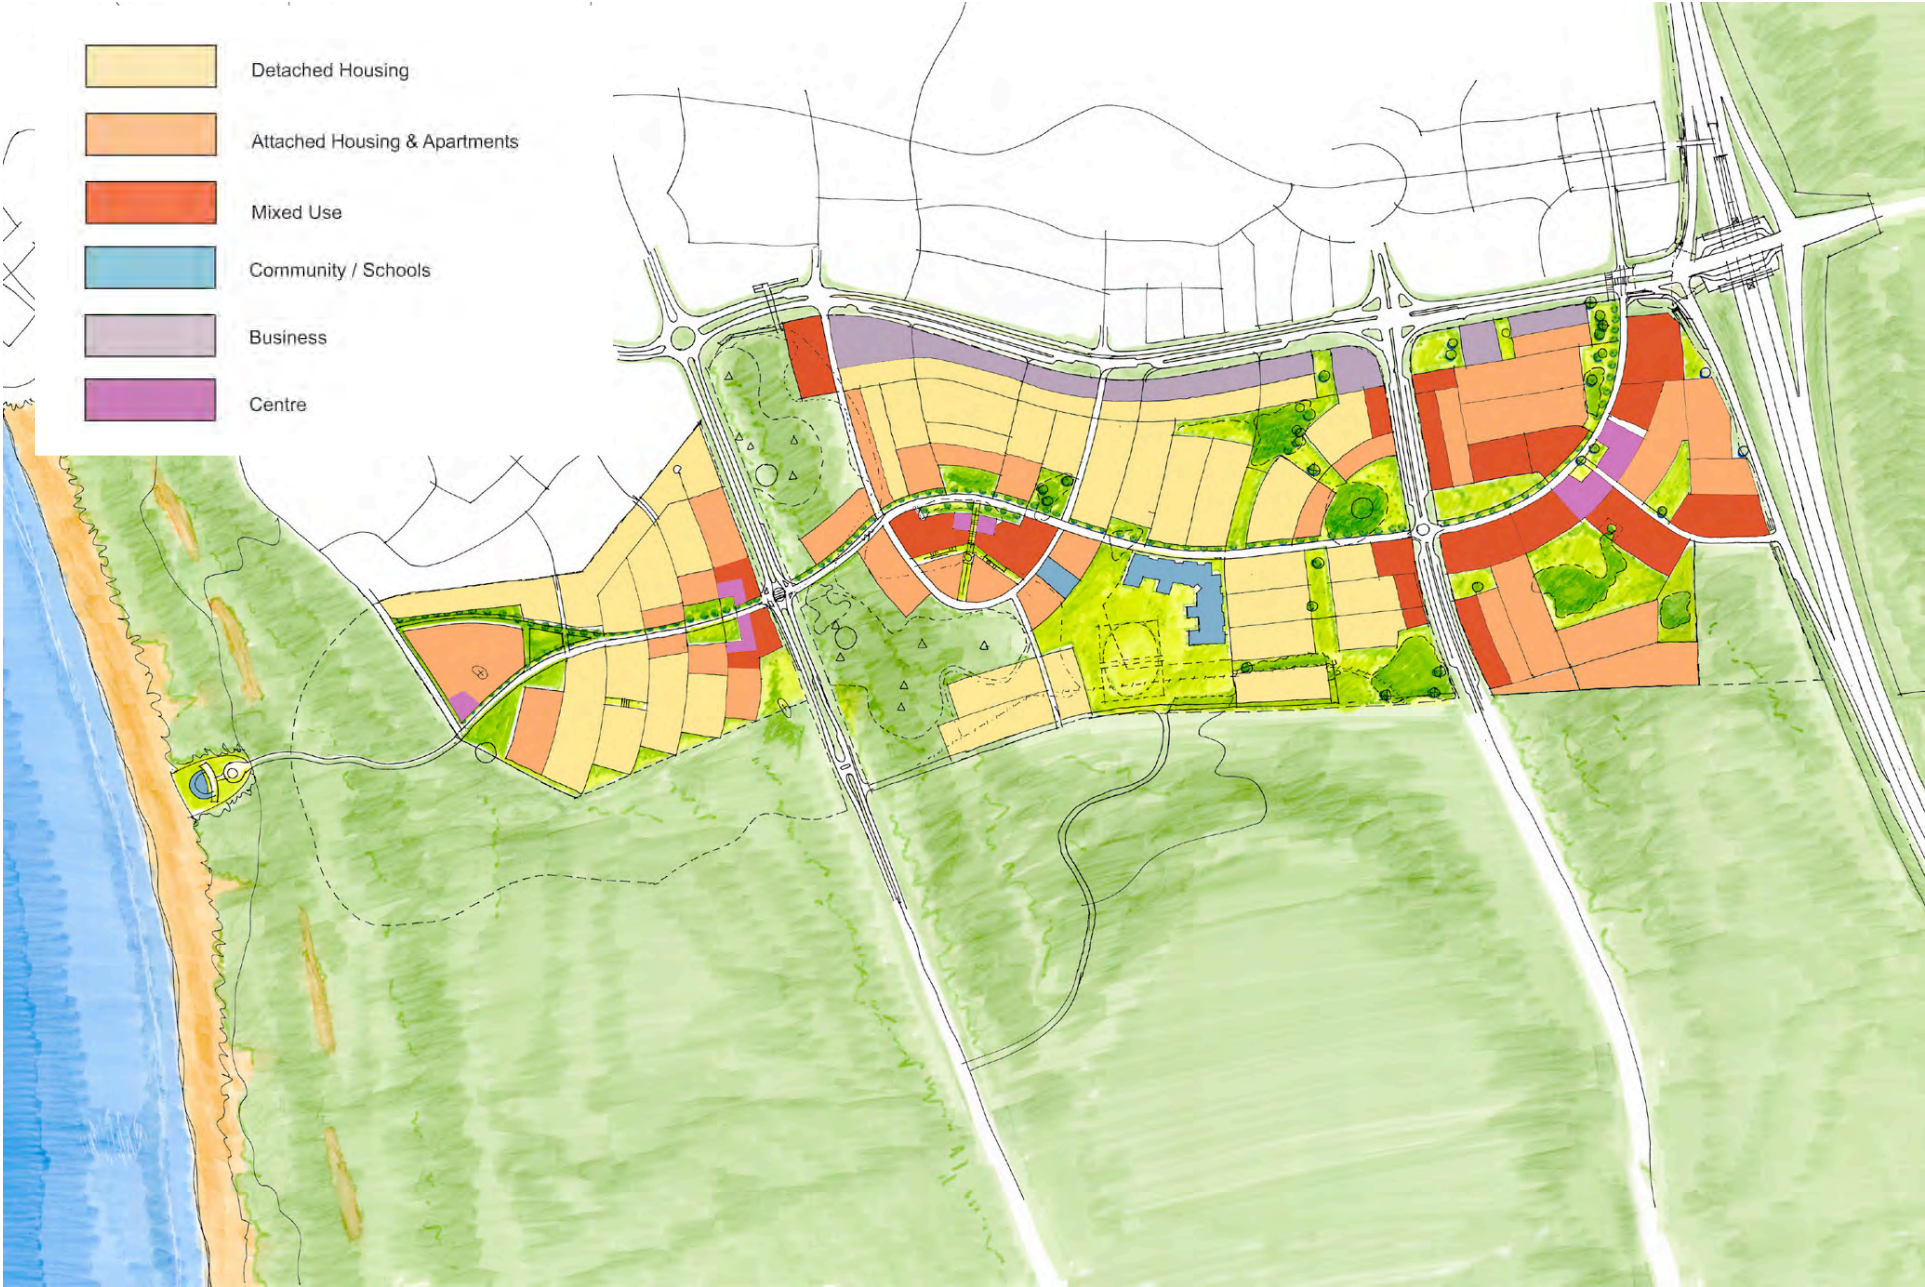 Detached Housing
Attached Housing & Apartments
Mixed Use
Community / Schools
Business
Centre